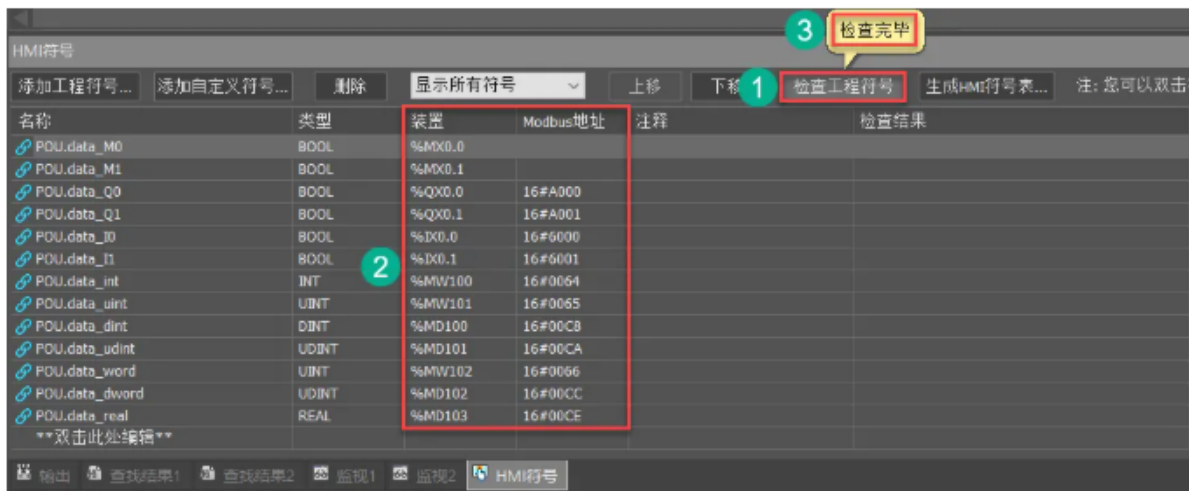 3 检查完毕
HMI符号
添加工程符号... 添加自定义符号... 删除 显示所有符号 上移 下移 1 检查工程符号 生成HMI符号表... 注: 您可以双击
名称 类型 装置 Modbus地址 注释 检查结果
POU.data_M0 BOOL %MX0.0
POU.data_M1 BOOL %MX0.1
POU.data_Q0 BOOL %QX0.0 16#A000
POU.data_Q1 BOOL %QX0.1 16#A001
POU.data_I0 BOOL %IX0.0 16#6000
POU.data_I1 BOOL %IX0.1 16#6001
2
POU.data_int INT %MW100 16#0064
POU.data_uint UINT %MW101 16#0065
POU.data_dint DINT %MD100 16#00C8
POU.data_udint UDINT %MD101 16#00CA
POU.data_word UINT %MW102 16#0066
POU.data_dword UDINT %MD102 16#00CC
POU.data_real REAL %MD103 16#00CE
**双击此处编辑**
输出 查找结果1 查找结果2 监视1 监视2 HMI符号